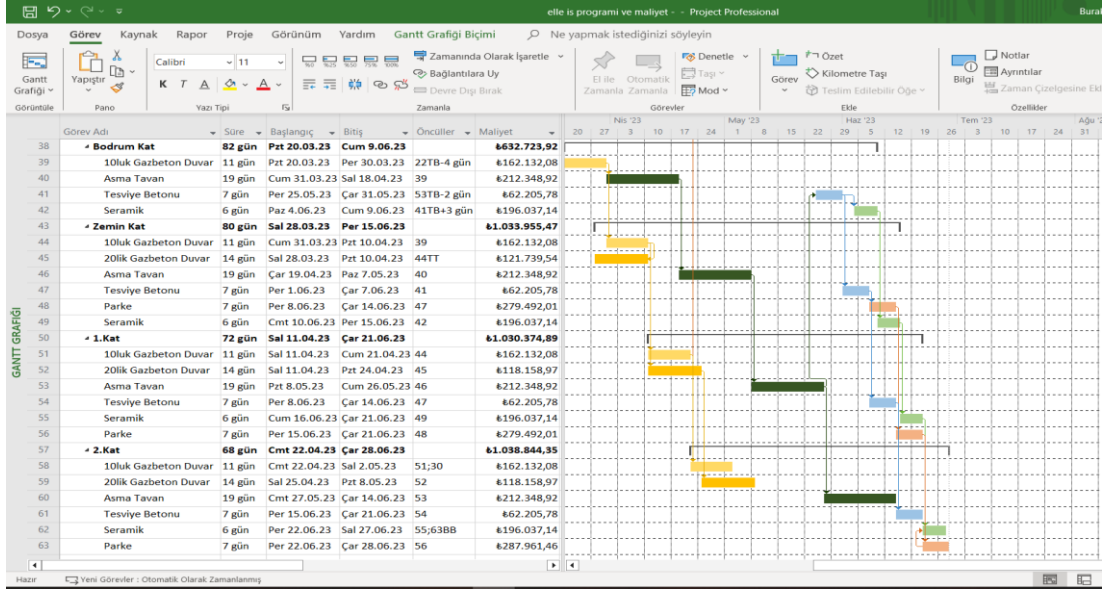 elle is programi ve maliyet - - Project Professional Burak
Dosya Görev Kaynak Rapor Proje Görünüm Yardım Gantt Grafiği Biçimi Ne yapmak istediğinizi söyleyin
Gantt Grafiği
Yapıştır
Calibri 11
K T A
Zamanında Olarak İşaretle
Bağlantılara Uy
Devre Dışı Bırak
El ile Zamanla
Otomatik Zamanla
Denetle
Taşı
Mod
Görev
Özet
Kilometre Taşı
Teslim Edilebilir Öğe
Bilgi
Notlar
Ayrıntılar
Zaman Çizelgesine Ekl
Görüntüle Pano Yazı Tipi Zamanla Görevler Ekle Özellikler
Nis '23 May '23 Haz '23 Tem '23 Ağu '2
Görev Adı Süre Başlangıç Bitiş Öncüller Maliyet 20 27 3 10 17 24 1 8 15 22 29 5 12 19 26 3 10 17 24 31
38 Bodrum Kat 82 gün Pzt 20.03.23 Cum 9.06.23 ₺632.723,92
39 10luk Gazbeton Duvar 11 gün Pzt 20.03.23 Per 30.03.23 22TB-4 gün ₺162.132,08
40 Asma Tavan 19 gün Cum 31.03.23 Sal 18.04.23 39 ₺212.348,92
41 Tesviye Betonu 7 gün Per 25.05.23 Çar 31.05.23 53TB-2 gün ₺62.205,78
42 Seramik 6 gün Paz 4.06.23 Cum 9.06.23 41TB+3 gün ₺196.037,14
43 Zemin Kat 80 gün Sal 28.03.23 Per 15.06.23 ₺1.033.955,47
44 10luk Gazbeton Duvar 11 gün Cum 31.03.23 Pzt 10.04.23 39 ₺162.132,08
45 20lik Gazbeton Duvar 14 gün Sal 28.03.23 Pzt 10.04.23 44TT ₺121.739,54
46 Asma Tavan 19 gün Çar 19.04.23 Paz 7.05.23 40 ₺212.348,92
47 Tesviye Betonu 7 gün Per 1.06.23 Çar 7.06.23 41 ₺62.205,78
48 Parke 7 gün Per 8.06.23 Çar 14.06.23 47 ₺279.492,01
49 Seramik 6 gün Cmt 10.06.23 Per 15.06.23 42 ₺196.037,14
50 1.Kat 72 gün Sal 11.04.23 Çar 21.06.23 ₺1.030.374,89
51 10luk Gazbeton Duvar 11 gün Sal 11.04.23 Cum 21.04.23 44 ₺162.132,08
52 20lik Gazbeton Duvar 14 gün Sal 11.04.23 Pzt 24.04.23 45 ₺118.158,97
53 Asma Tavan 19 gün Pzt 8.05.23 Cum 26.05.23 46 ₺212.348,92
54 Tesviye Betonu 7 gün Per 8.06.23 Çar 14.06.23 47 ₺62.205,78
55 Seramik 6 gün Cum 16.06.23 Çar 21.06.23 49 ₺196.037,14
56 Parke 7 gün Per 15.06.23 Çar 21.06.23 48 ₺279.492,01
57 2.Kat 68 gün Cmt 22.04.23 Çar 28.06.23 ₺1.038.844,35
58 10luk Gazbeton Duvar 11 gün Cmt 22.04.23 Sal 2.05.23 51;30 ₺162.132,08
59 20lik Gazbeton Duvar 14 gün Sal 25.04.23 Pzt 8.05.23 52 ₺118.158,97
60 Asma Tavan 19 gün Cmt 27.05.23 Çar 14.06.23 53 ₺212.348,92
61 Tesviye Betonu 7 gün Per 15.06.23 Çar 21.06.23 54 ₺62.205,78
62 Seramik 6 gün Per 22.06.23 Sal 27.06.23 55;63BB ₺196.037,14
63 Parke 7 gün Per 22.06.23 Çar 28.06.23 56 ₺287.961,46
GANTT GRAFİĞİ
Hazır Yeni Görevler : Otomatik Olarak Zamanlanmış